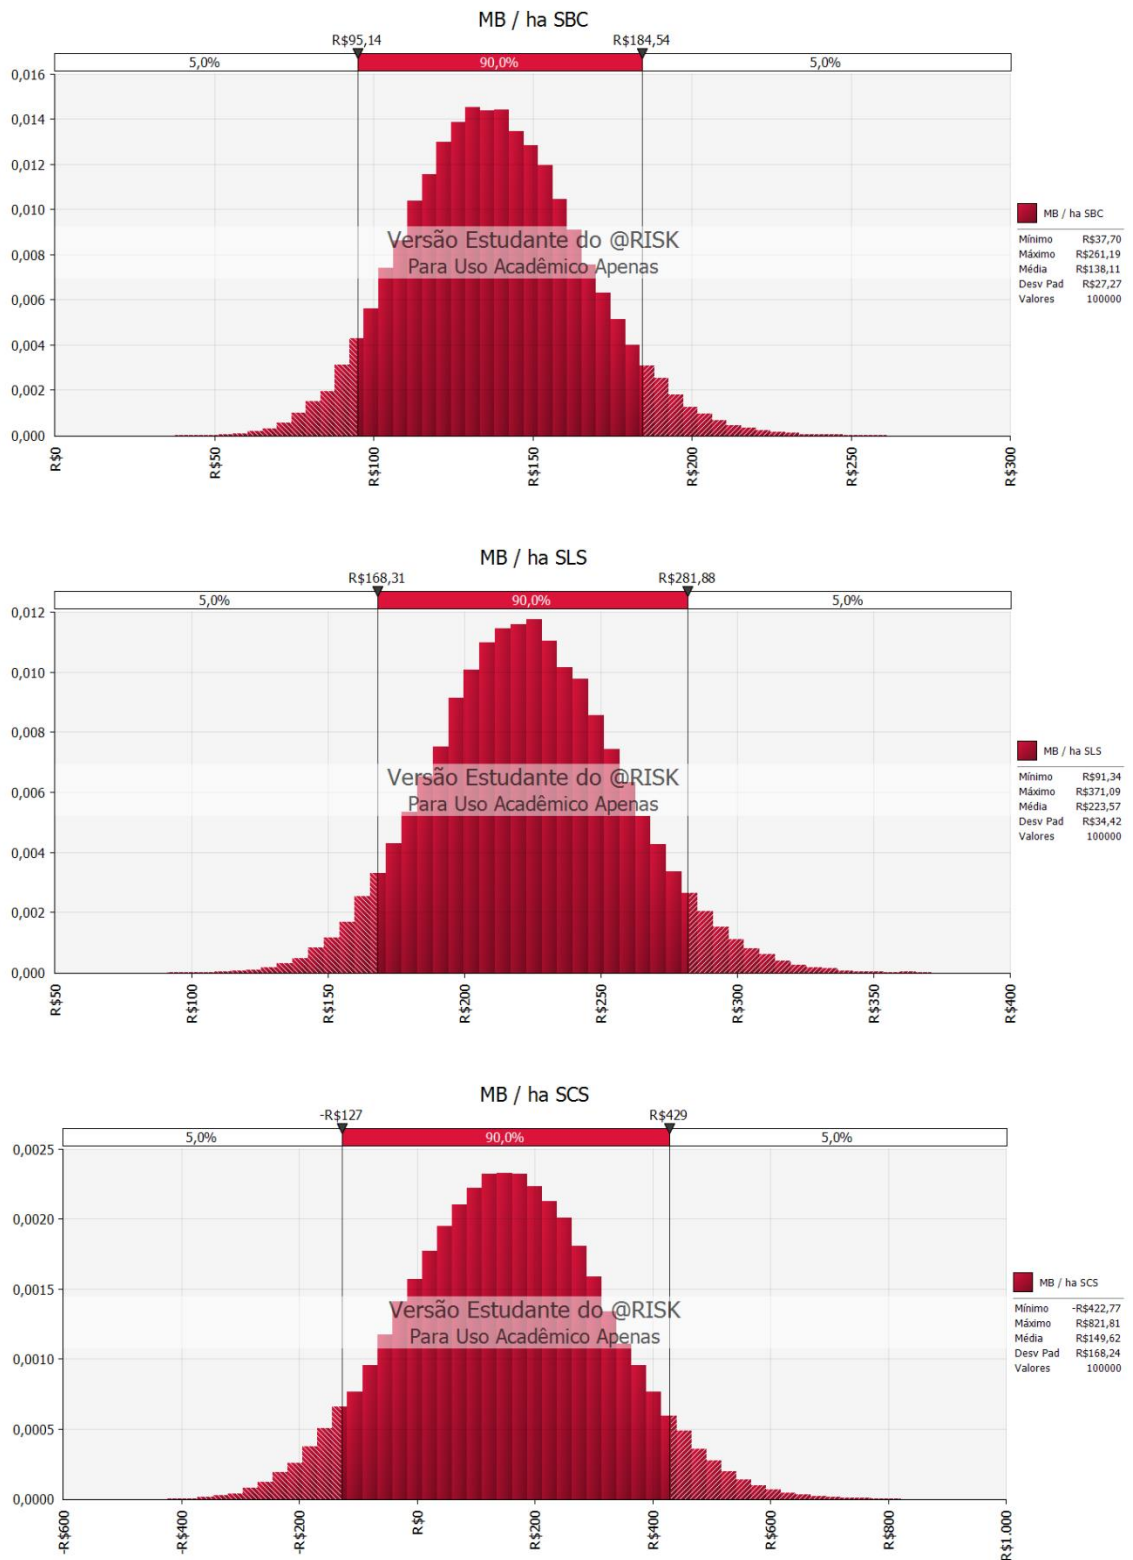 MB / ha SBC
R$95,14 R$184,54
5,0% 90,0% 5,0%
0,016
0,014
0,012
0,010
0,008
0,006
0,004
0,002
0,000
Versão Estudante do @RISK
Para Uso Acadêmico Apenas
R$0 R$50 R$100 R$150 R$200 R$250 R$300
MB / ha SBC
Mínimo R$37,70
Máximo R$261,19
Média R$138,11
Desv Pad R$27,27
Valores 100000
MB / ha SLS
R$168,31 R$281,88
5,0% 90,0% 5,0%
0,012
0,010
0,008
0,006
0,004
0,002
0,000
Versão Estudante do @RISK
Para Uso Acadêmico Apenas
R$50 R$100 R$150 R$200 R$250 R$300 R$350 R$400
MB / ha SLS
Mínimo R$91,34
Máximo R$371,09
Média R$223,57
Desv Pad R$34,42
Valores 100000
MB / ha SCS
-R$127 R$429
5,0% 90,0% 5,0%
0,0025
0,0020
0,0015
0,0010
0,0005
0,0000
Versão Estudante do @RISK
Para Uso Acadêmico Apenas
-R$600 -R$400 -R$200 R$0 R$200 R$400 R$600 R$800 R$1.000
MB / ha SCS
Mínimo -R$422,77
Máximo R$821,81
Média R$149,62
Desv Pad R$168,24
Valores 100000